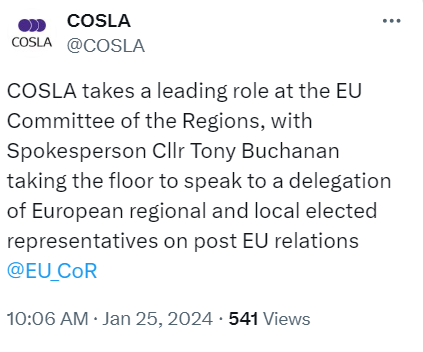 COSLA
@COSLA
COSLA
COSLA takes a leading role at the EU
Committee of the Regions, with
Spokesperson Cllr Tony Buchanan
taking the floor to speak to a delegation
of European regional and local elected
representatives on post EU relations
@EU_CoR
10:06 AM · Jan 25, 2024 · 541 Views